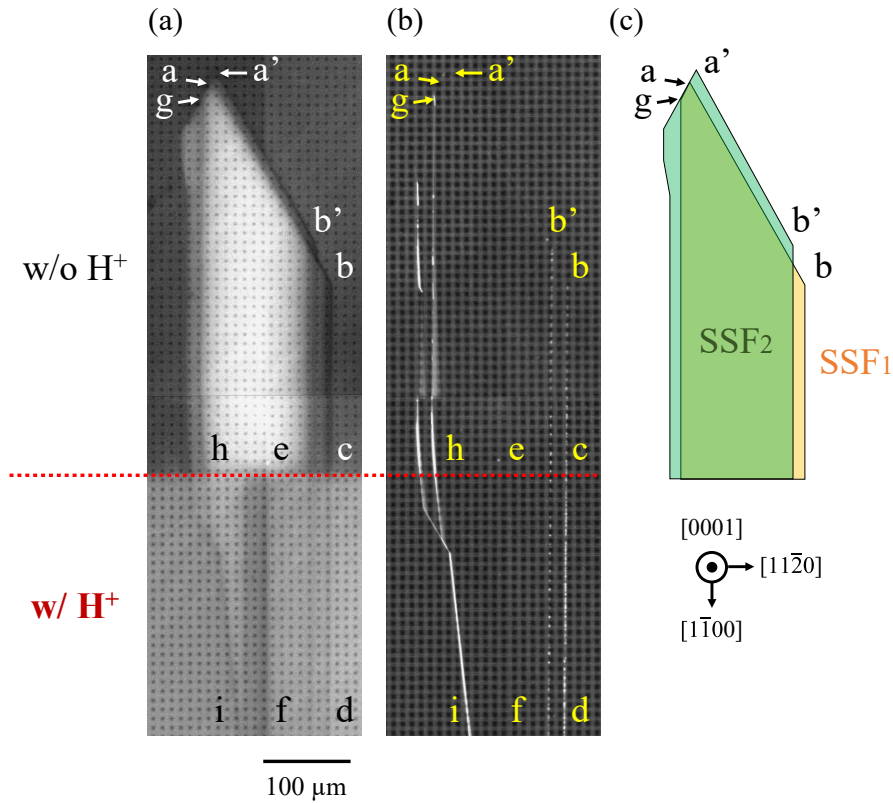 (a)
(b)
(c)
a
a'
g
b'
b
h
e
c
i
f
d
a
a'
g
b'
b
h
e
c
i
f
d
a
a'
g
b'
b
SSF₂
SSF₁
w/o H⁺
w/ H⁺
[0001]
[112̅0]
[11̅00]
100 µm